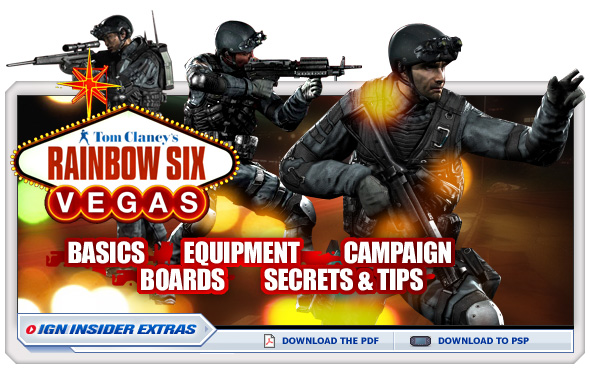 Tom Clancy's
RAINBOW SIX
VEGAS
BASICS EQUIPMENT CAMPAIGN
BOARDS SECRETS & TIPS
IGN INSIDER EXTRAS
DOWNLOAD THE PDF DOWNLOAD TO PSP